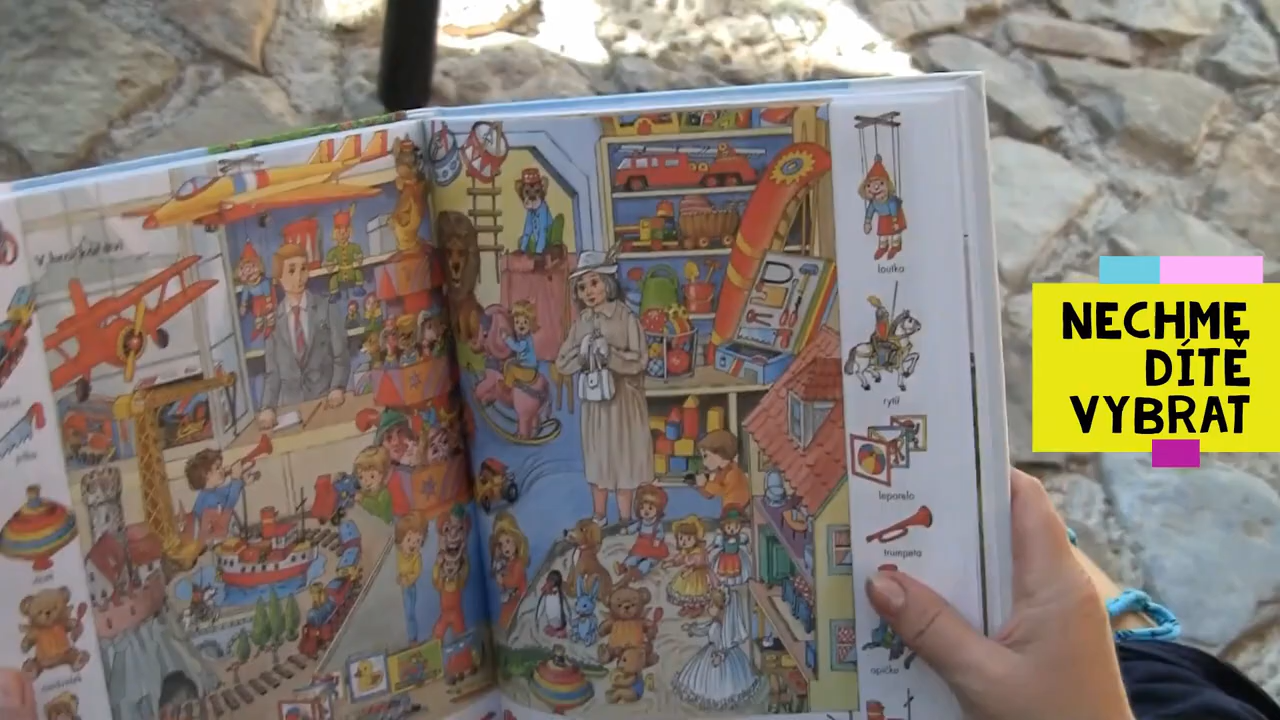 loutka
rytíř
leporelo
trumpeta
opička
NECHME
DÍTĚ
VYBRAT